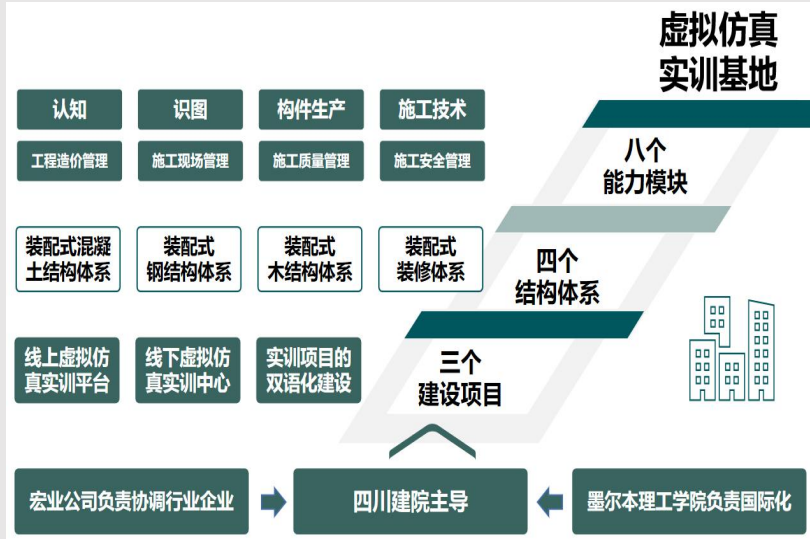 虚拟仿真
实训基地
认知
识图
构件生产
施工技术
工程造价管理
施工现场管理
施工质量管理
施工安全管理
八个
能力模块
装配式混凝
土结构体系
装配式
钢结构体系
装配式
木结构体系
装配式
装修体系
四个
结构体系
线上虚拟仿
真实训平台
线下虚拟仿
真实训中心
实训项目的
双语化建设
三个
建设项目
宏业公司负责协调行业企业
四川建院主导
墨尔本理工学院负责国际化